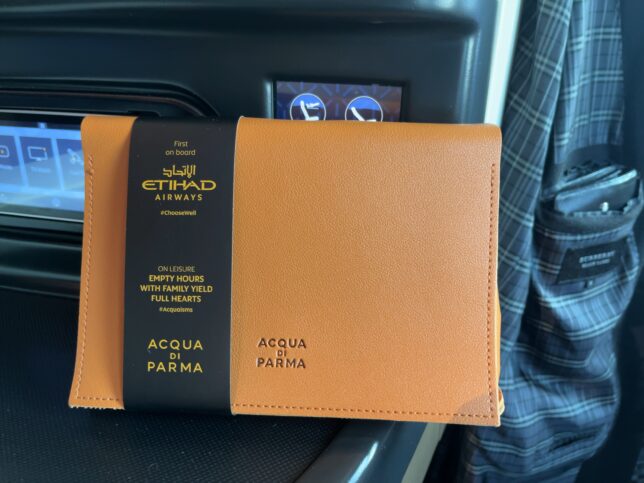 First
on board
الاتحاد
ETIHAD
AIRWAYS
#ChooseWell
ON LEISURE
EMPTY HOURS
WITH FAMILY YIELD
FULL HEARTS
#Acquaisms
ACQUA
DI
PARMA
ACQUA
DI
PARMA
BURBERRY